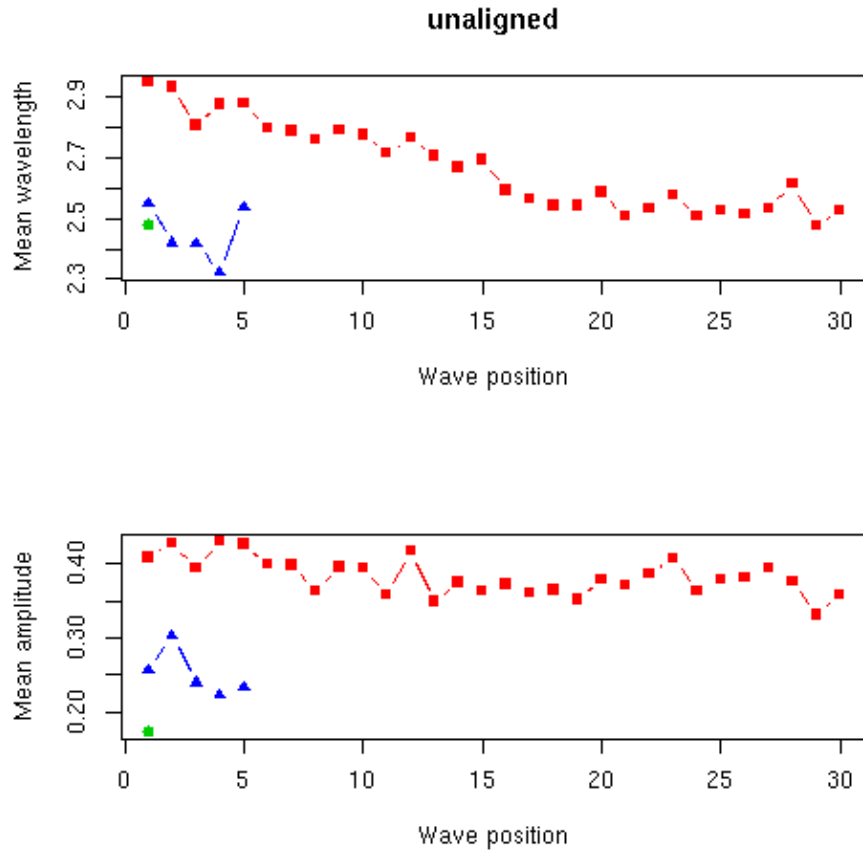 unaligned
Mean wavelength
2.9
2.7
2.5
2.3
0 5 10 15 20 25 30
Wave position
Mean amplitude
0.40
0.30
0.20
0 5 10 15 20 25 30
Wave position